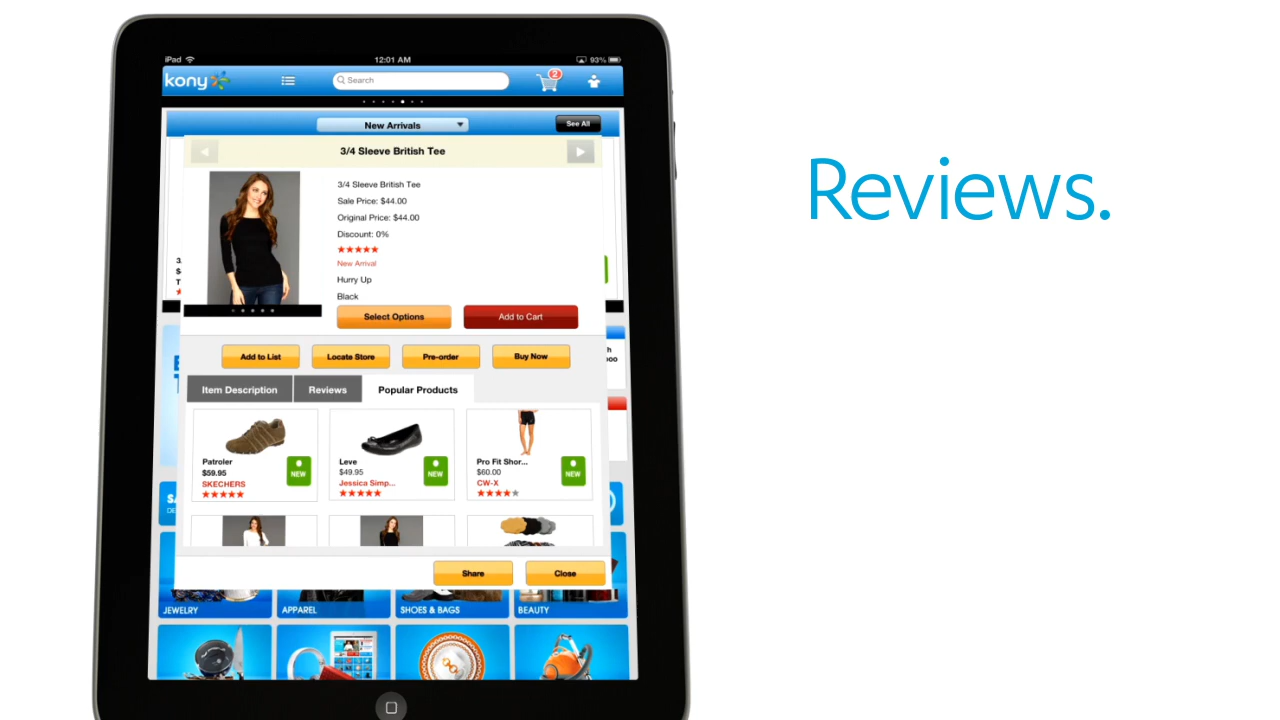 iPad 12:01 AM 93%
kony Search 2
New Arrivals See All
3/4 Sleeve British Tee
3/4 Sleeve British Tee
Sale Price: $44.00
Original Price: $44.00
Discount: 0%
New Arrival
Hurry Up
Black
Select Options Add to Cart
Add to List Locate Store Pre-order Buy Now
Item Description Reviews Popular Products
Patroler Leve Pro Fit Shor...
$59.95 $49.95 $60.00
NEW NEW NEW
SKECHERS Jessica Simp... CW-X
Share Close
JEWELRY APPAREL SHOES & BAGS BEAUTY
Reviews.